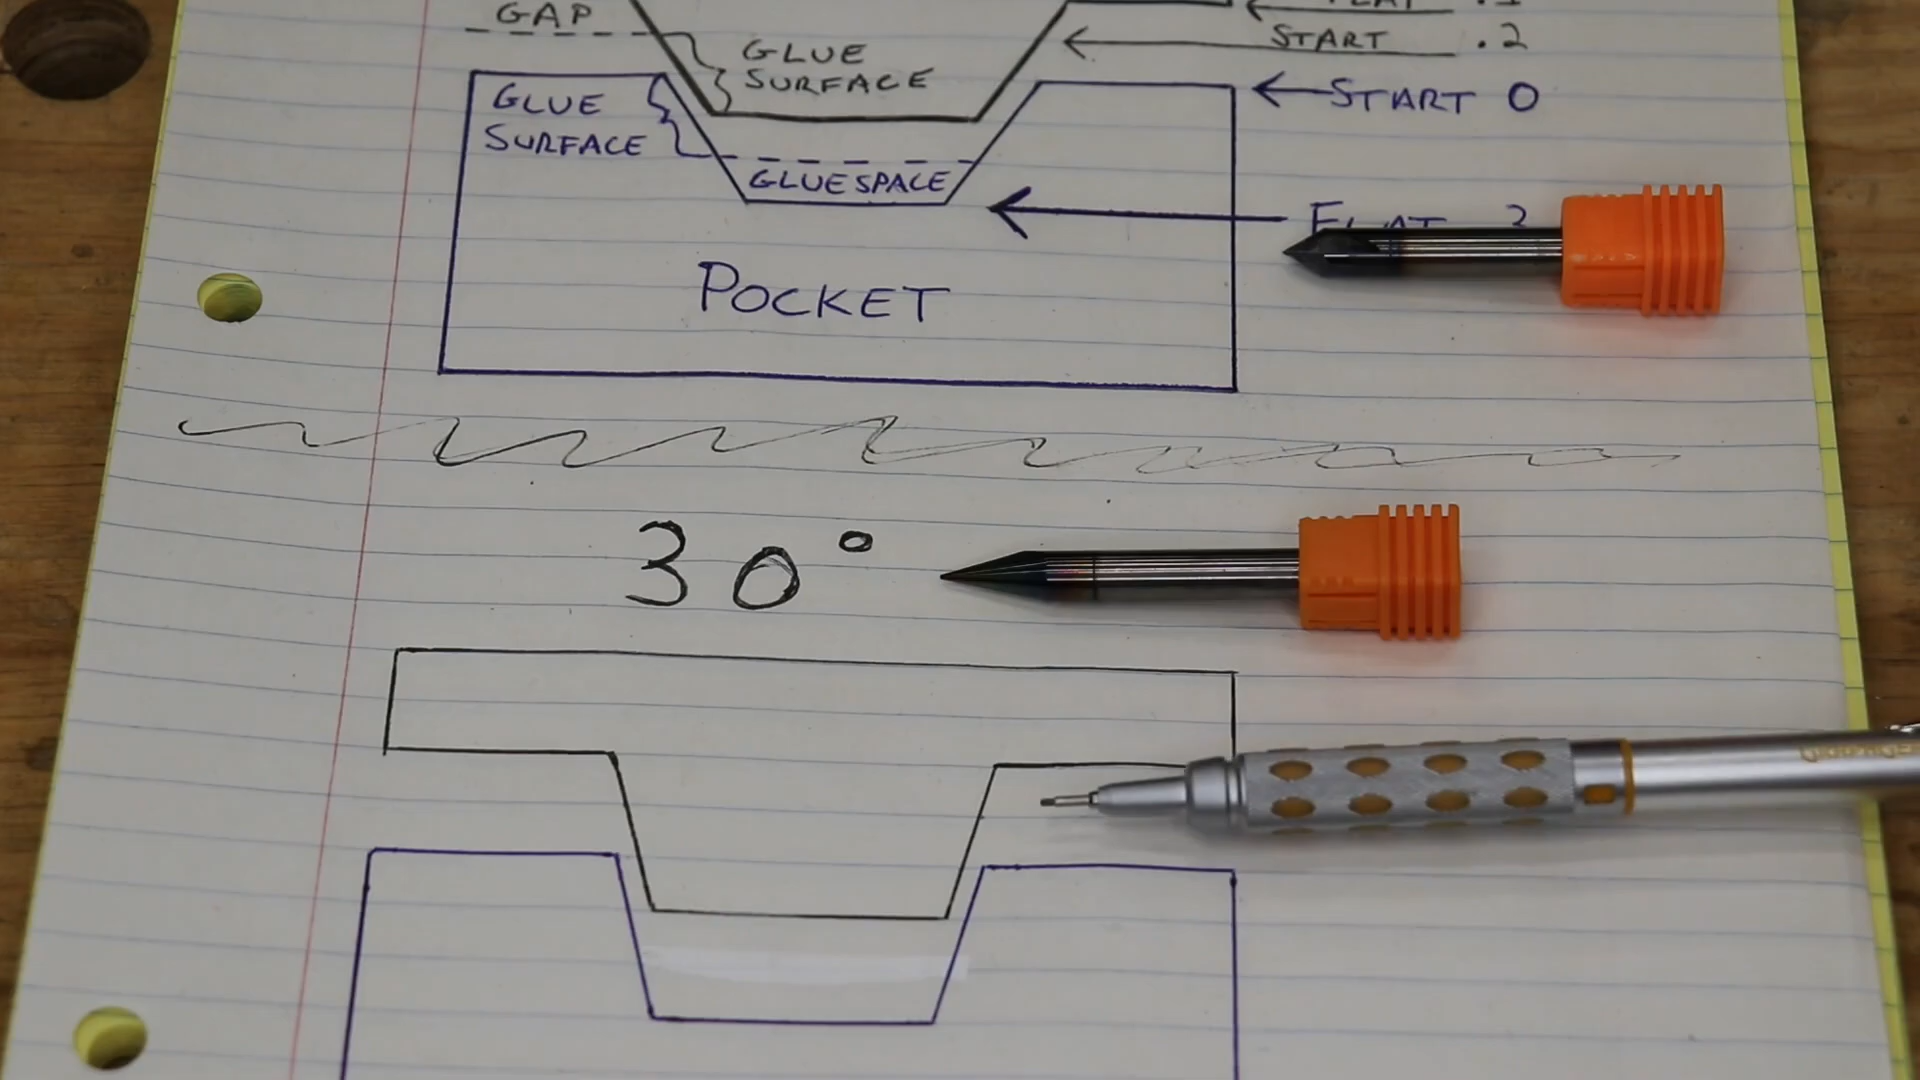 GAP
START .2
GLUE
SURFACE
GLUE
SURFACE
START 0
GLUE SPACE
POCKET
30°